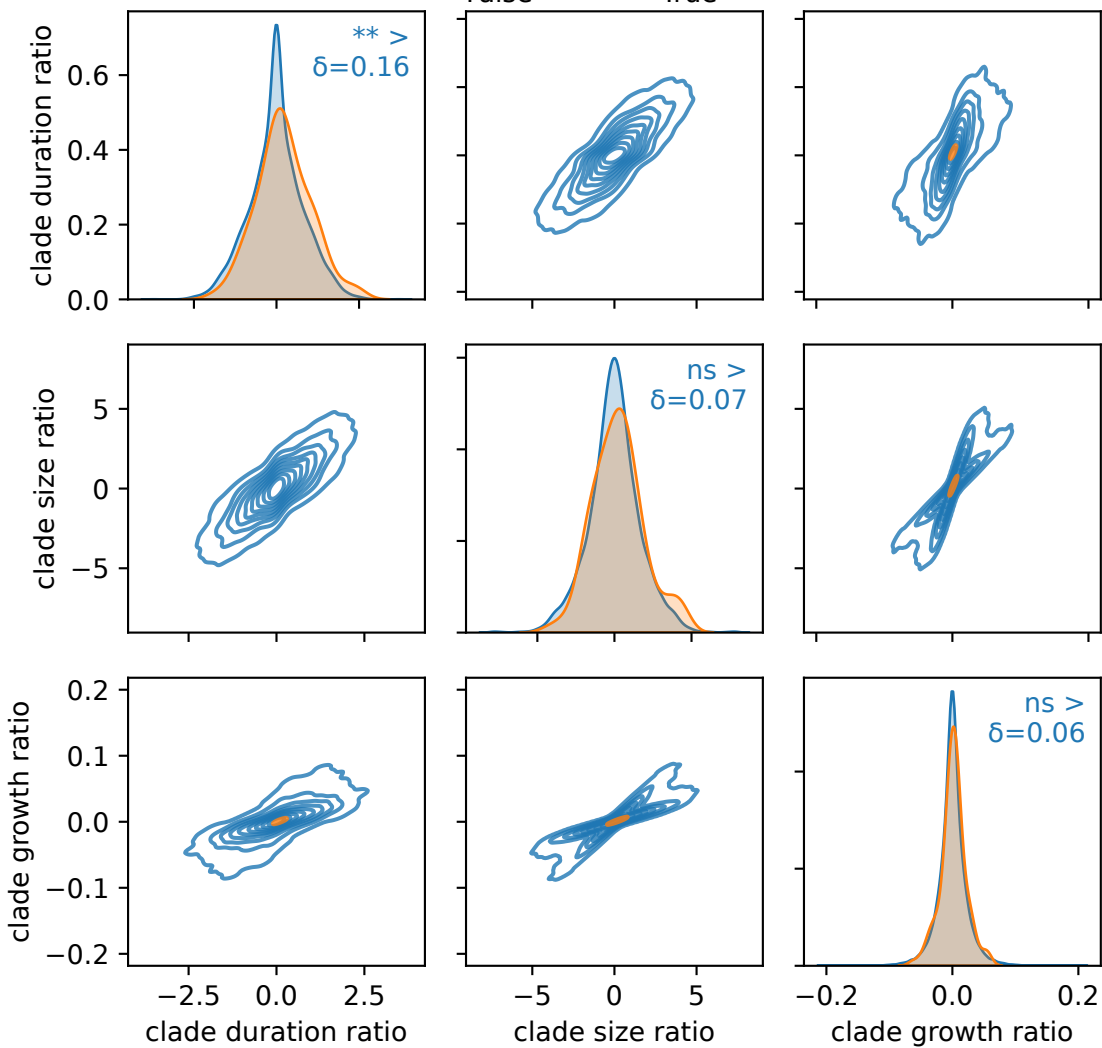 False True
clade duration ratio
0.6
0.4
0.2
0.0
** >
δ=0.16
clade size ratio
5
0
−5
ns >
δ=0.07
clade growth ratio
0.2
0.1
0.0
−0.1
−0.2
ns >
δ=0.06
−2.5 0.0 2.5
−5 0 5
−0.2 0.0 0.2
clade duration ratio
clade size ratio
clade growth ratio